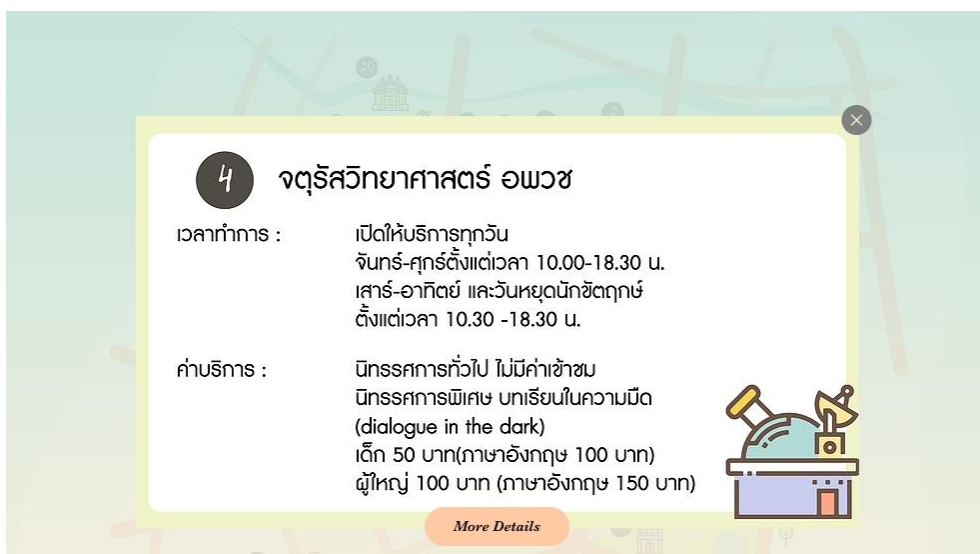 4 จตุรัสวิทยาศาสตร์ อพวช
เวลาทำการ : เปิดให้บริการทุกวัน
จันทร์-ศุกร์ตั้งแต่เวลา 10.00-18.30 น.
เสาร์-อาทิตย์ และวันหยุดนักขัตฤกษ์
ตั้งแต่เวลา 10.30 -18.30 น.
ค่าบริการ : นิทรรศการทั่วไป ไม่มีค่าเข้าชม
นิทรรศการพิเศษ บทเรียนในความมืด
(dialogue in the dark)
เด็ก 50 บาท(ภาษาอังกฤษ 100 บาท)
ผู้ใหญ่ 100 บาท (ภาษาอังกฤษ 150 บาท)
More Details